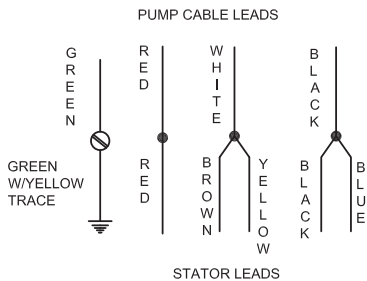 PUMP CABLE LEADS
GREEN
RED
WHITE
BLACK
GREEN
W/YELLOW
TRACE
RED
BROWN
YELLOW
BLACK
BLUE
STATOR LEADS